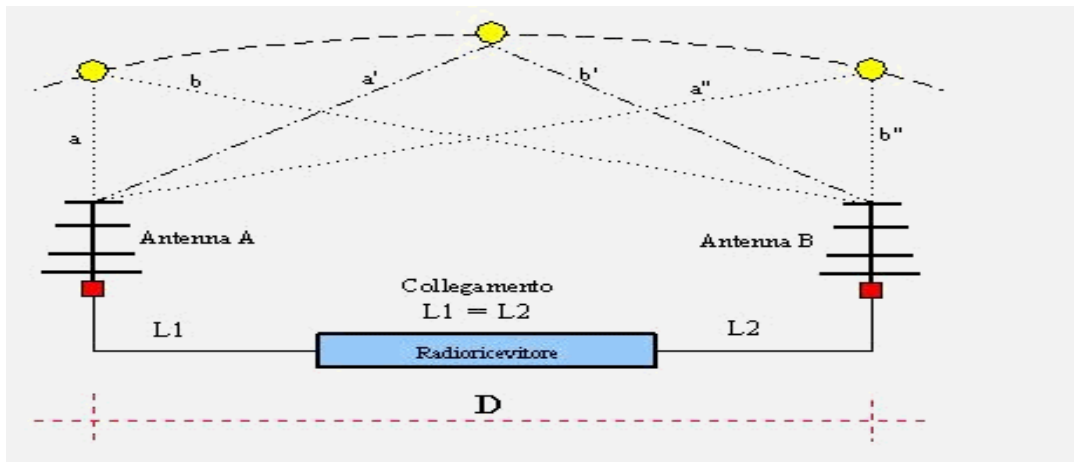 b
a'
b'
a"
a
b"
Antenna A
Antenna B
Collegamento
L1 = L2
L1
L2
Radioricevitore
D